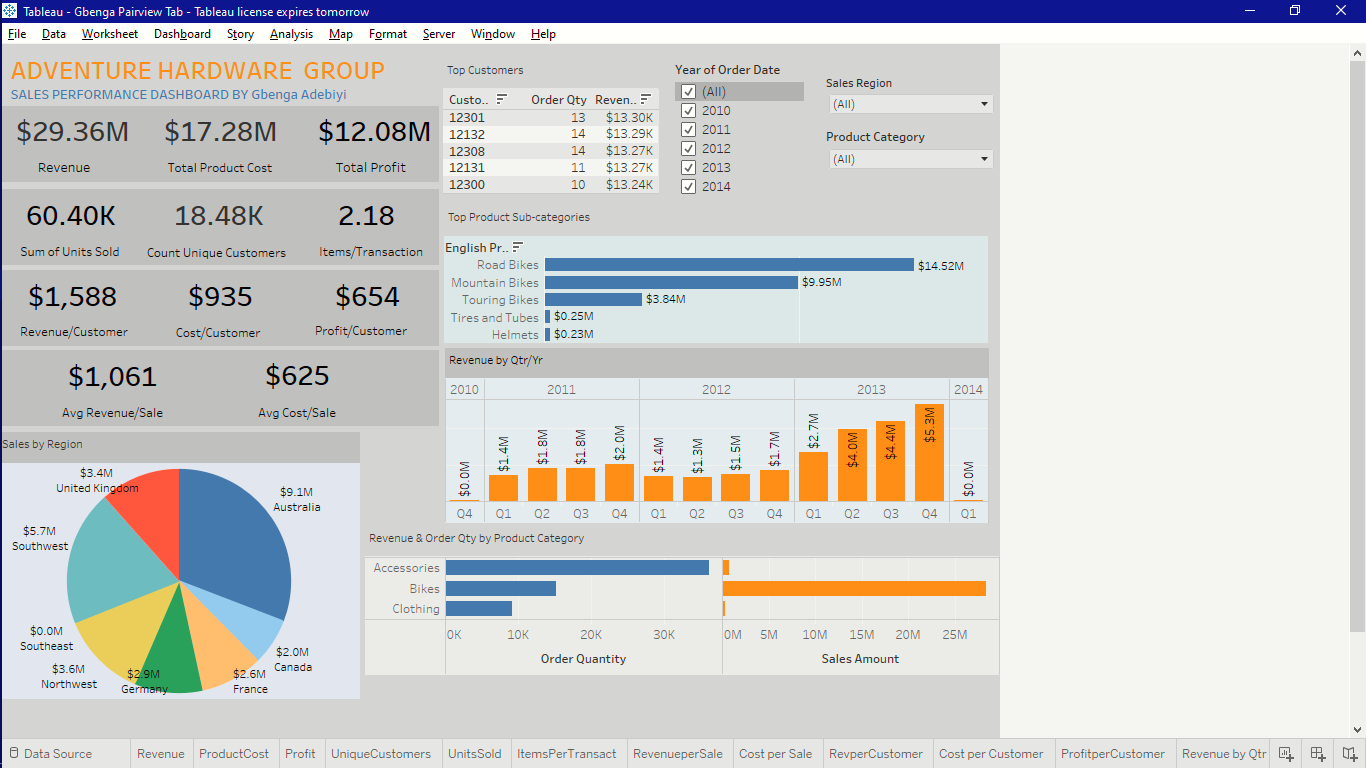 Tableau - Gbenga Pairview Tab - Tableau license expires tomorrow
File Data Worksheet Dashboard Story Analysis Map Format Server Window Help
ADVENTURE HARDWARE GROUP
SALES PERFORMANCE DASHBOARD BY Gbenga Adebiyi
$29.36M $17.28M $12.08M
Revenue Total Product Cost Total Profit
60.40K 18.48K 2.18
Sum of Units Sold Count Unique Customers Items/Transaction
$1,588 $935 $654
Revenue/Customer Cost/Customer Profit/Customer
$1,061 $625
Avg Revenue/Sale Avg Cost/Sale
Top Customers
Custo.. Order Qty Reven..
12301 13 $13.30K
12132 14 $13.29K
12308 14 $13.27K
12131 11 $13.27K
12300 10 $13.24K
Year of Order Date
(All)
2010
2011
2012
2013
2014
Sales Region
(All)
Product Category
(All)
Top Product Sub-categories
English Pr..
Road Bikes $14.52M
Mountain Bikes $9.95M
Touring Bikes $3.84M
Tires and Tubes $0.25M
Helmets $0.23M
Revenue by Qtr/Yr
2010 2011 2012 2013 2014
$0.0M $1.4M $1.8M $1.8M $2.0M $1.4M $1.3M $1.5M $1.7M $2.7M $4.0M $4.4M $5.3M $0.0M
Q4 Q1 Q2 Q3 Q4 Q1 Q2 Q3 Q4 Q1 Q2 Q3 Q4 Q1
Sales by Region
$3.4M
United Kingdom
$9.1M
Australia
$5.7M
Southwest
$0.0M
Southeast
$2.0M
Canada
$3.6M
Northwest
$2.9M
Germany
$2.6M
France
Revenue & Order Qty by Product Category
Accessories
Bikes
Clothing
0K 10K 20K 30K 0M 5M 10M 15M 20M 25M
Order Quantity Sales Amount
Data Source Revenue ProductCost Profit UniqueCustomers UnitsSold ItemsPerTransact RevenueperSale Cost per Sale RevperCustomer Cost per Customer ProfitperCustomer Revenue by Qtr